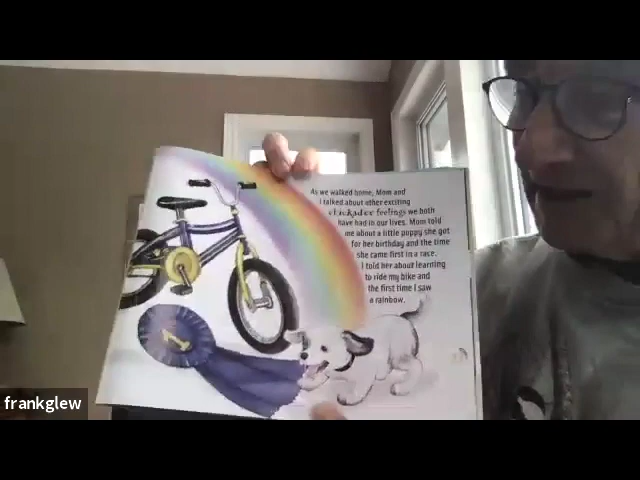 As we walked home, Mom and
I talked about other exciting
chickadee feelings we both
have had in our lives. Mom told
me about a little puppy she got
for her birthday and the time
she came first in a race.
I told her about learning
to ride my bike and
the first time I saw
a rainbow.
1
frankglew